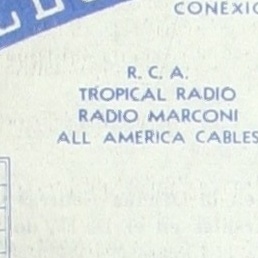 CONEXIO
R. C. A.
TROPICAL RADIO
RADIO MARCONI
ALL AMERICA CABLES